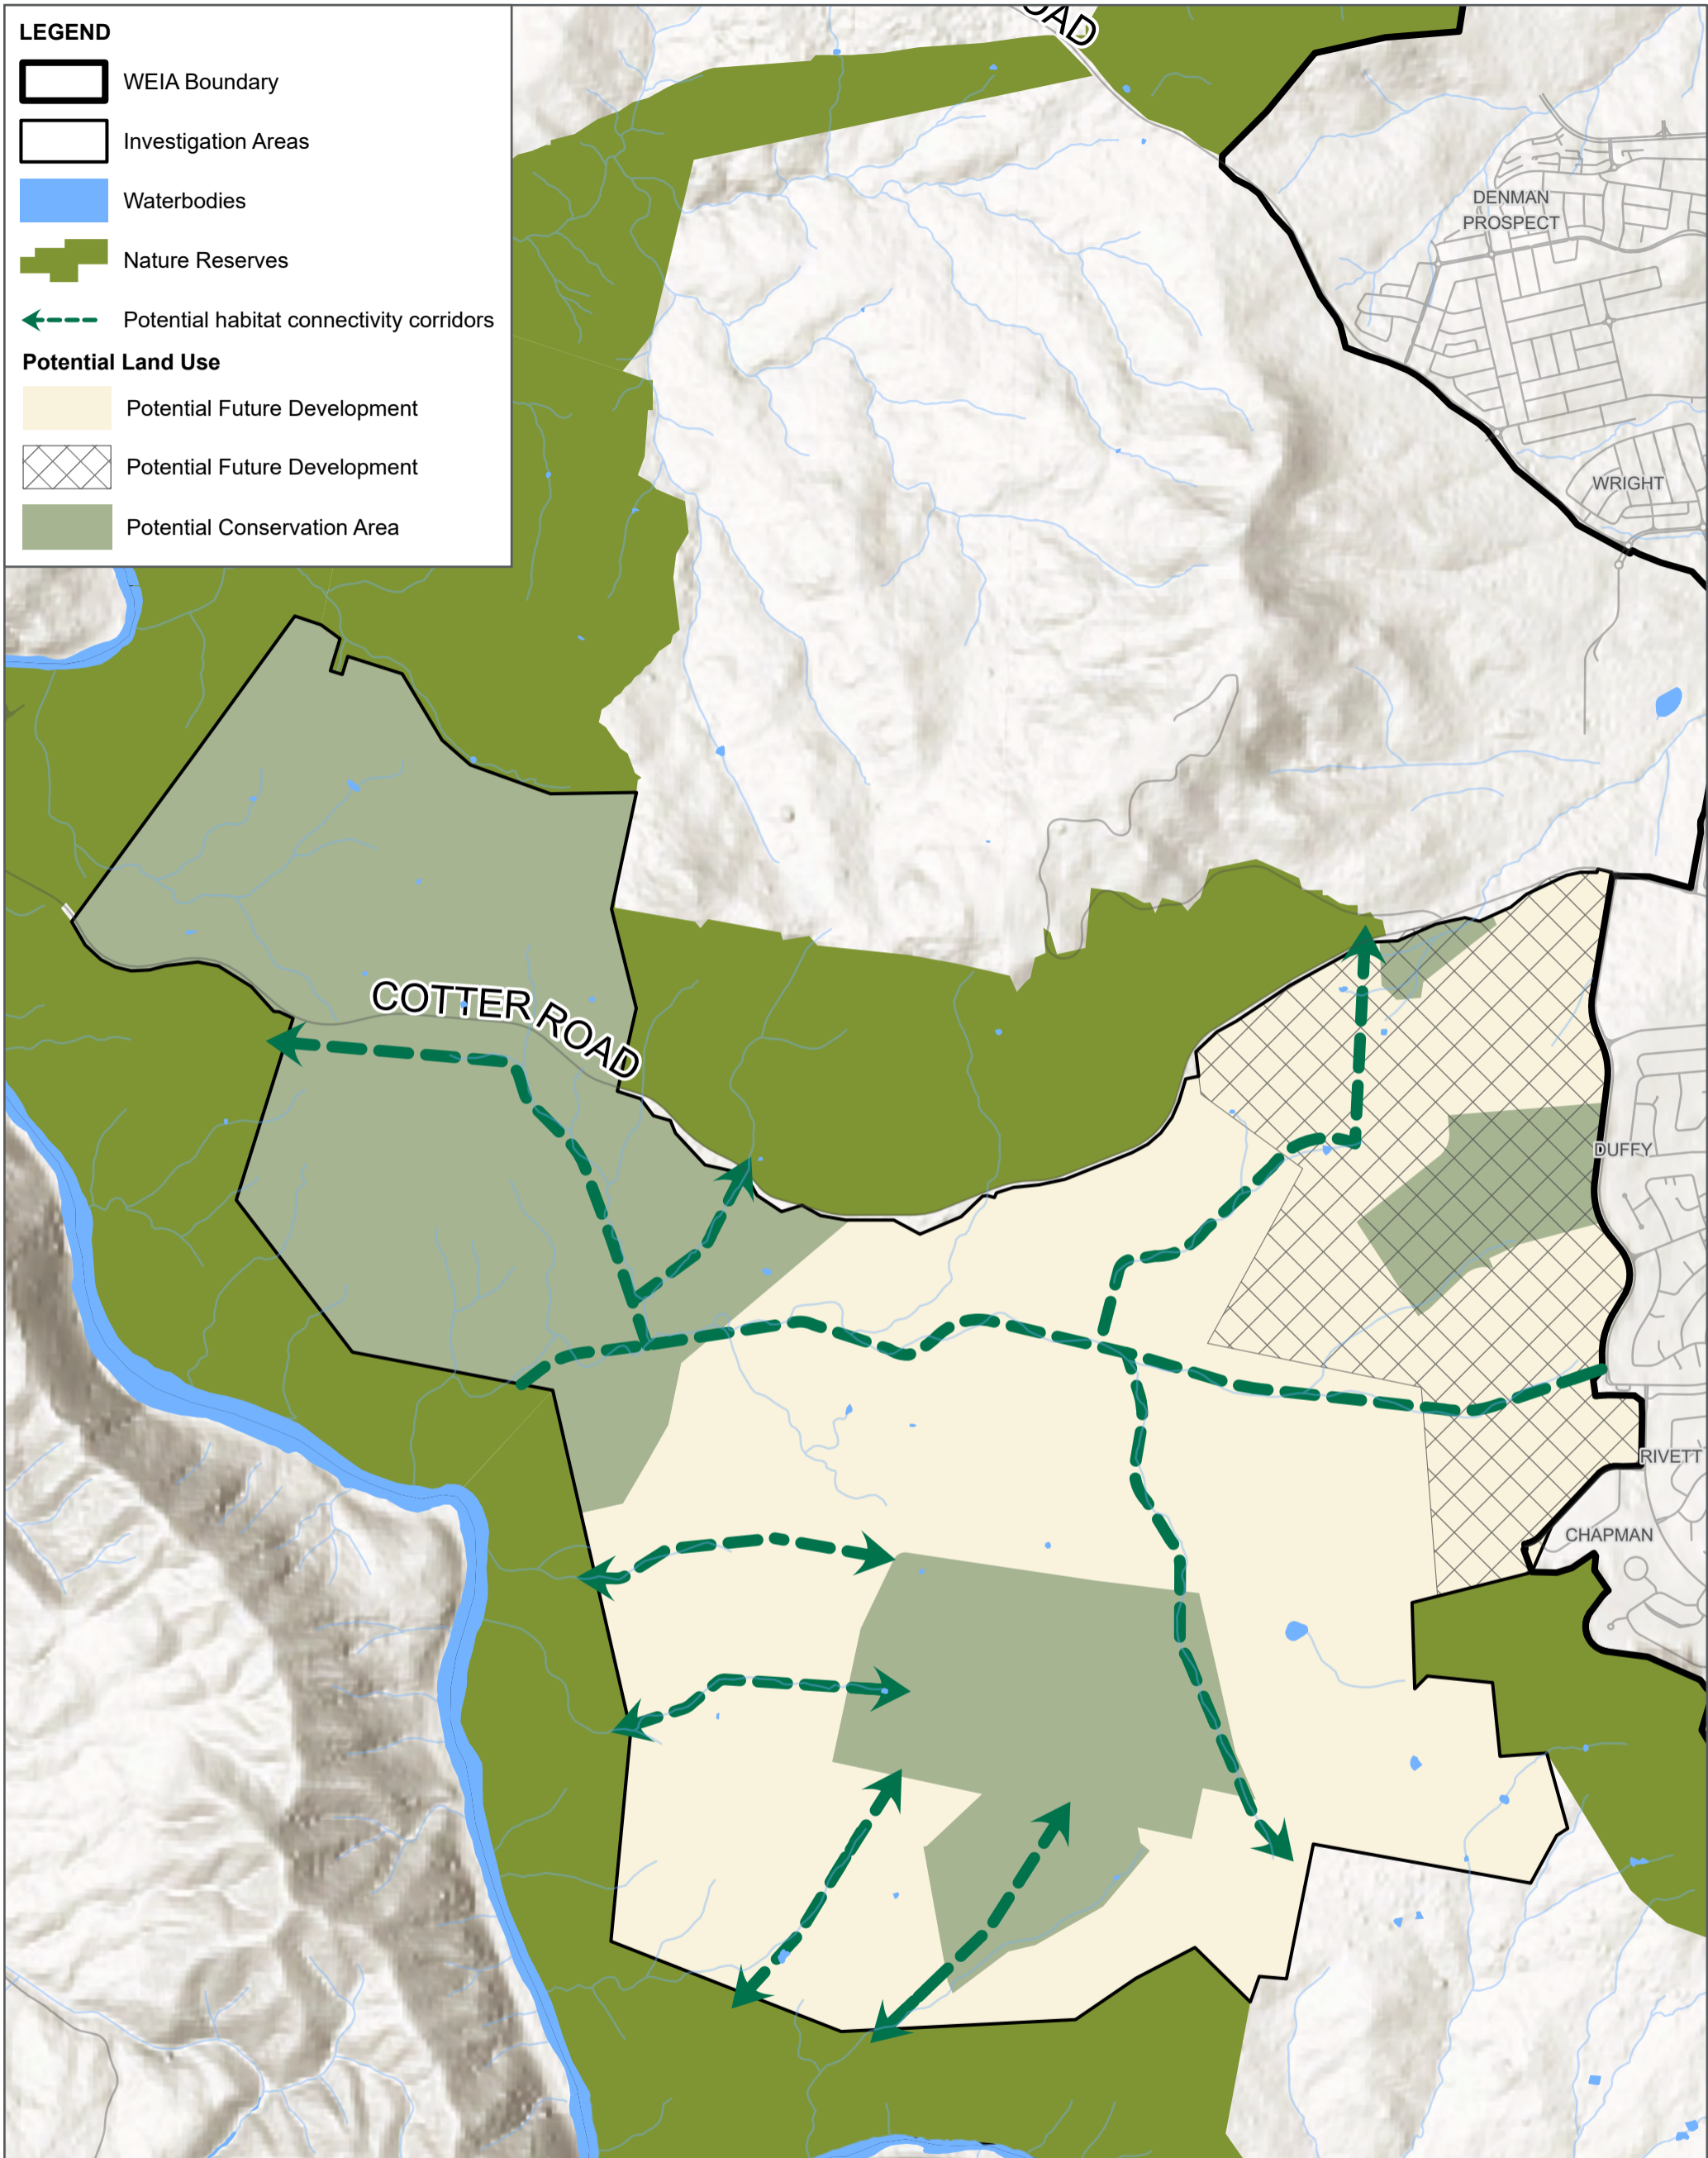 LEGEND
WEIA Boundary
Investigation Areas
Waterbodies
Nature Reserves
Potential habitat connectivity corridors
Potential Land Use
Potential Future Development
Potential Future Development
Potential Conservation Area
DENMAN
PROSPECT
WRIGHT
COTTER ROAD
DUFFY
RIVETT
CHAPMAN